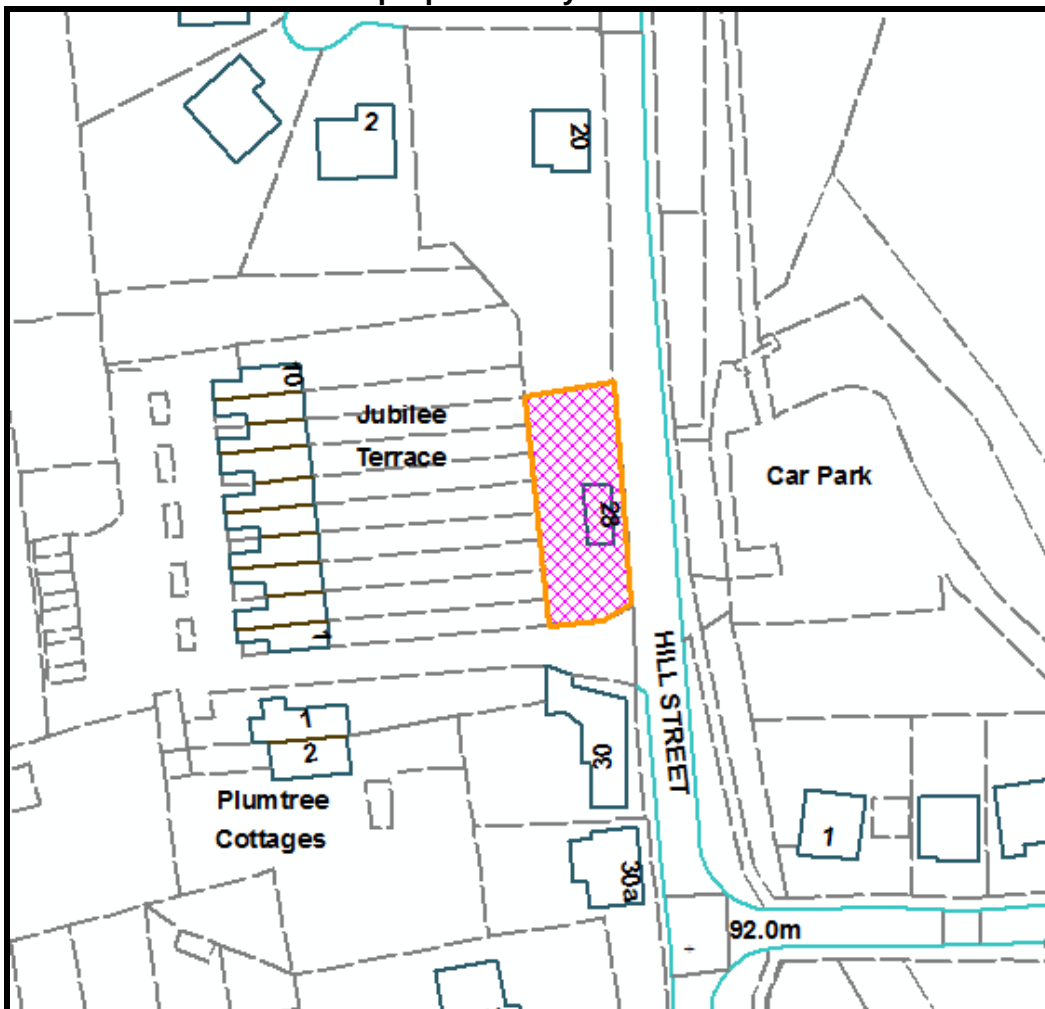 2
20
10
Jubilee
Terrace
Car Park
28
1
HILL STREET
1
2
30
Plumtree
Cottages
1
30a
92.0m